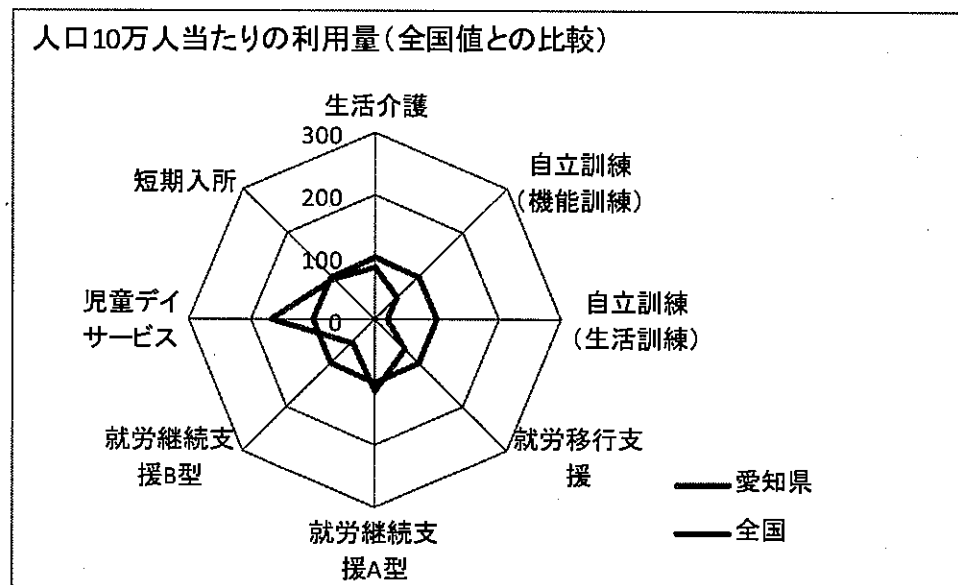 人口10万人当たりの利用量(全国値との比較)
生活介護
300
200
100
0
自立訓練
(機能訓練)
自立訓練
(生活訓練)
就労移行支
援
就労継続支
援A型
就労継続支
援B型
児童デイ
サービス
短期入所
愛知県
全国